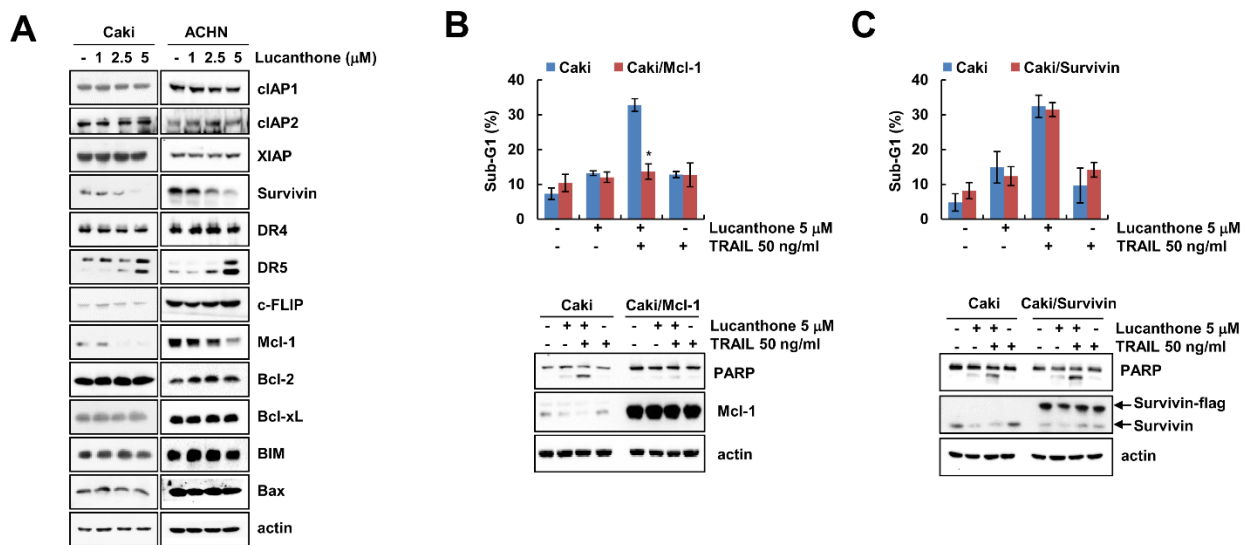 A
Caki ACHN
- 1 2.5 5 - 1 2.5 5 Lucanthone (μM)
cIAP1
cIAP2
XIAP
Survivin
DR4
DR5
c-FLIP
Mcl-1
Bcl-2
Bcl-xL
BIM
Bax
actin
B
Caki Caki/Mcl-1
Sub-G1 (%)
40
30
20
10
0
*
- + + - Lucanthone 5 μM
- - + + TRAIL 50 ng/ml
Caki Caki/Mcl-1
- + + - - + + - Lucanthone 5 μM
- - + + - - + + TRAIL 50 ng/ml
PARP
Mcl-1
actin
C
Caki Caki/Survivin
Sub-G1 (%)
40
30
20
10
0
- + + - Lucanthone 5 μM
- - + + TRAIL 50 ng/ml
Caki Caki/Survivin
- + + - - + + - Lucanthone 5 μM
- - + + - - + + TRAIL 50 ng/ml
PARP
Survivin-flag
Survivin
actin